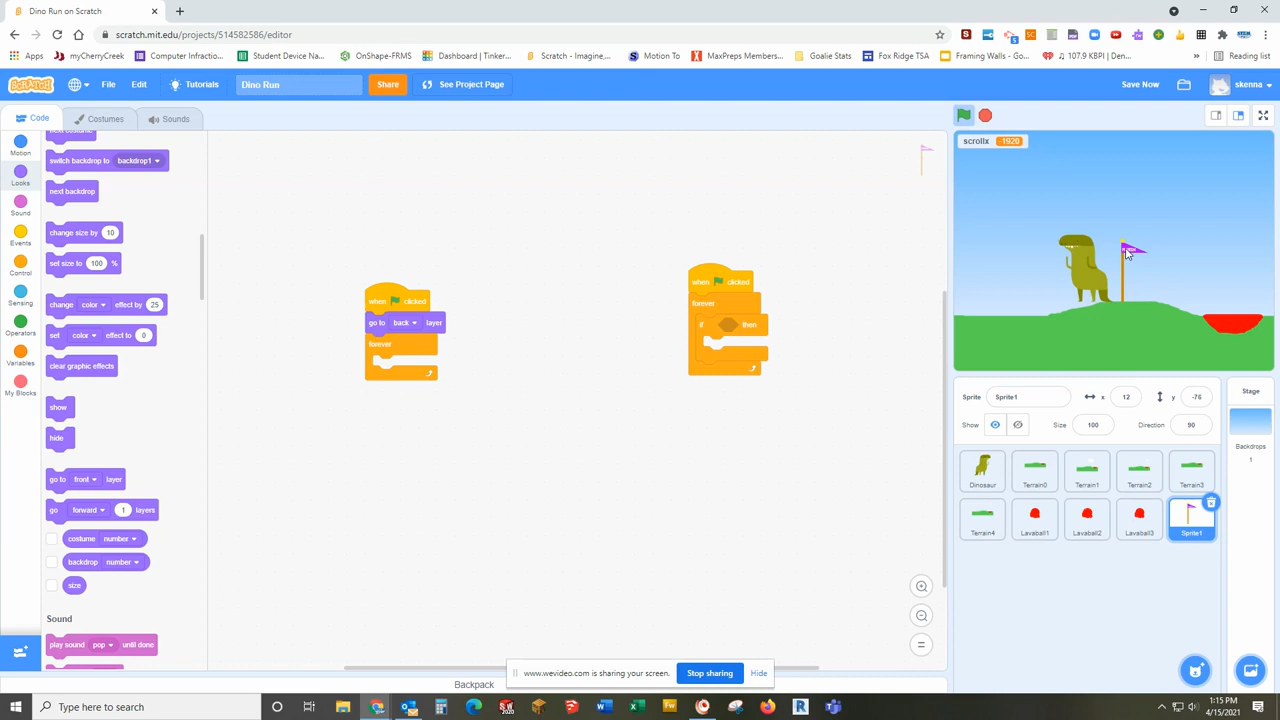 Dino Run on Scratch
scratch.mit.edu/projects/514582586/editor
Apps myCherryCreek Computer Infractio... Student Device Na... OnShape-FRMS Dashboard | Tinker... Scratch - Imagine,... Motion To MaxPreps Members... Goalie Stats Fox Ridge TSA Framing Walls - Go... 107.9 KBPI | Den... » Reading list
SCRATCH File Edit Tutorials Dino Run Share See Project Page Save Now skenna
Code Costumes Sounds
Motion
Looks
Sound
Events
Control
Sensing
Operators
Variables
My Blocks
next costume
switch backdrop to backdrop1
next backdrop
change size by 10
set size to 100 %
change color effect by 25
set color effect to 0
clear graphic effects
show
hide
go to front layer
go forward 1 layers
costume number
backdrop number
size
Sound
play sound pop until done
when clicked
go to back layer
forever
when clicked
forever
if then
scrollx -1920
Sprite Sprite1 x 12 y -76
Show Size 100 Direction 90
Dinosaur Terrain0 Terrain1 Terrain2 Terrain3
Terrain4 Lavaball1 Lavaball2 Lavaball3 Sprite1
Stage
Backdrops
1
Backpack
www.wevideo.com is sharing your screen. Stop sharing Hide
Type here to search
1:15 PM
4/15/2021